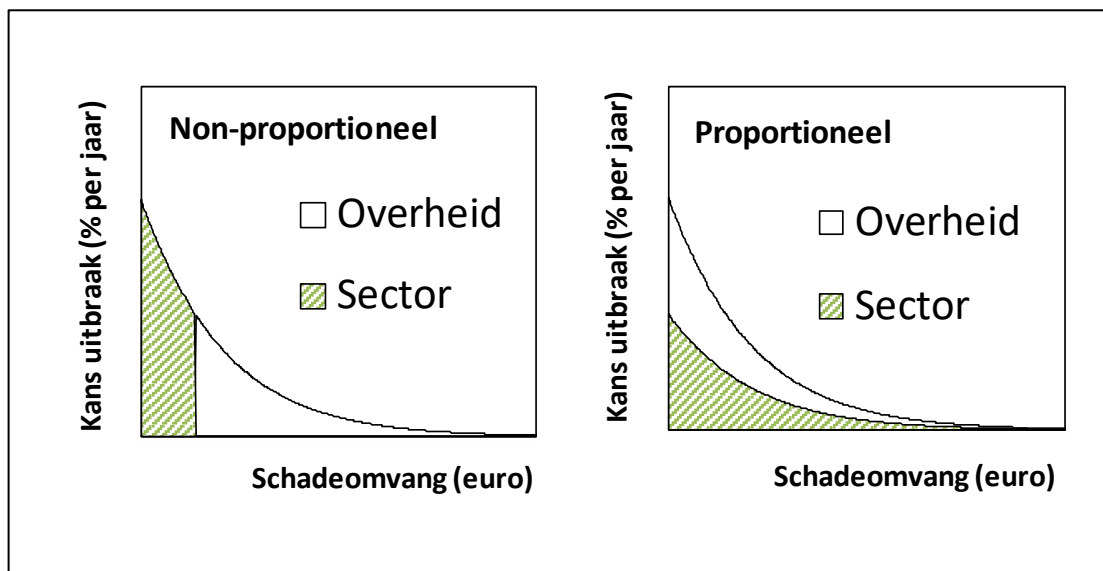 Kans uitbraak (% per jaar)
Non-proportioneel
Overheid
Sector
Schadeomvang (euro)
Kans uitbraak (% per jaar)
Proportioneel
Overheid
Sector
Schadeomvang (euro)